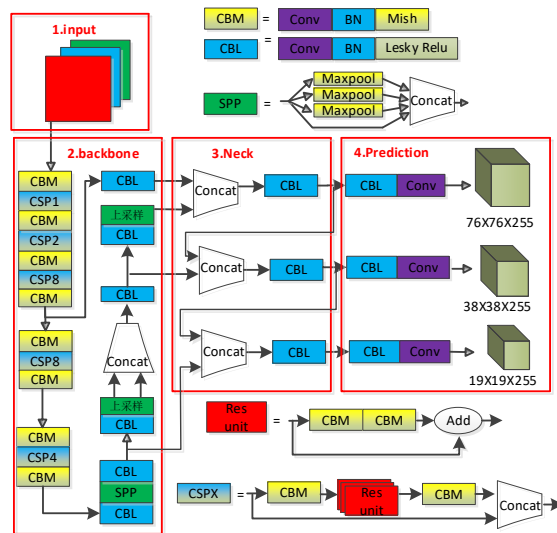 CBM = Conv BN Mish
1.input
CBL = Conv BN Lesky Relu
SPP = Maxpool Maxpool Maxpool Concat
2.backbone
3.Neck
4.Prediction
CBM
CSP1
CBM
CSP2
CBM
CSP8
CBM
CBM
CSP8
CBM
CBM
CSP4
CBM
CBL
上采样
CBL
CBL
Concat
上采样
CBL
CBL
SPP
CBL
Concat
CBL
Concat
CBL
Concat
CBL
CBL Conv
76X76X255
CBL Conv
38X38X255
CBL Conv
19X19X255
Res
unit
= CBM CBM Add
CSPX = CBM Res
unit
CBM Concat